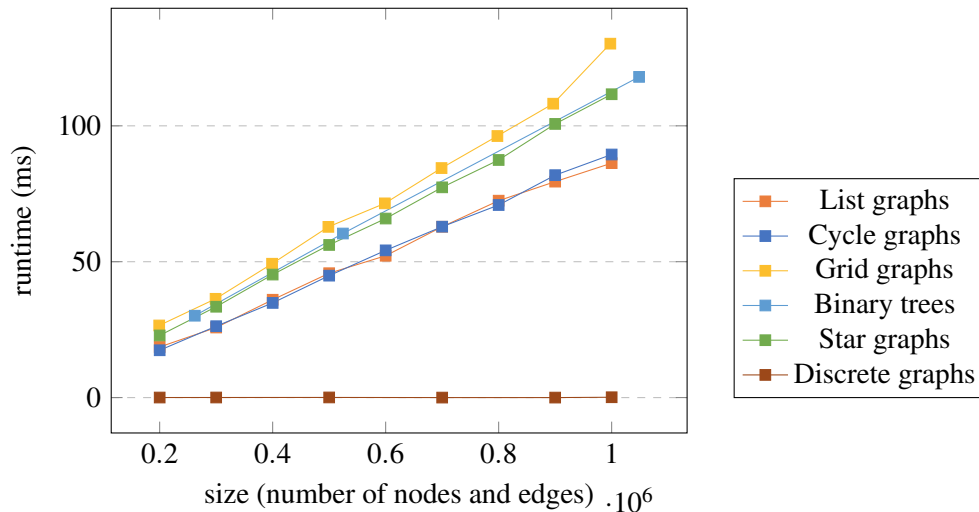 100
50
0
runtime (ms)
0.2 0.4 0.6 0.8 1
size (number of nodes and edges) ·10^6
List graphs
Cycle graphs
Grid graphs
Binary trees
Star graphs
Discrete graphs